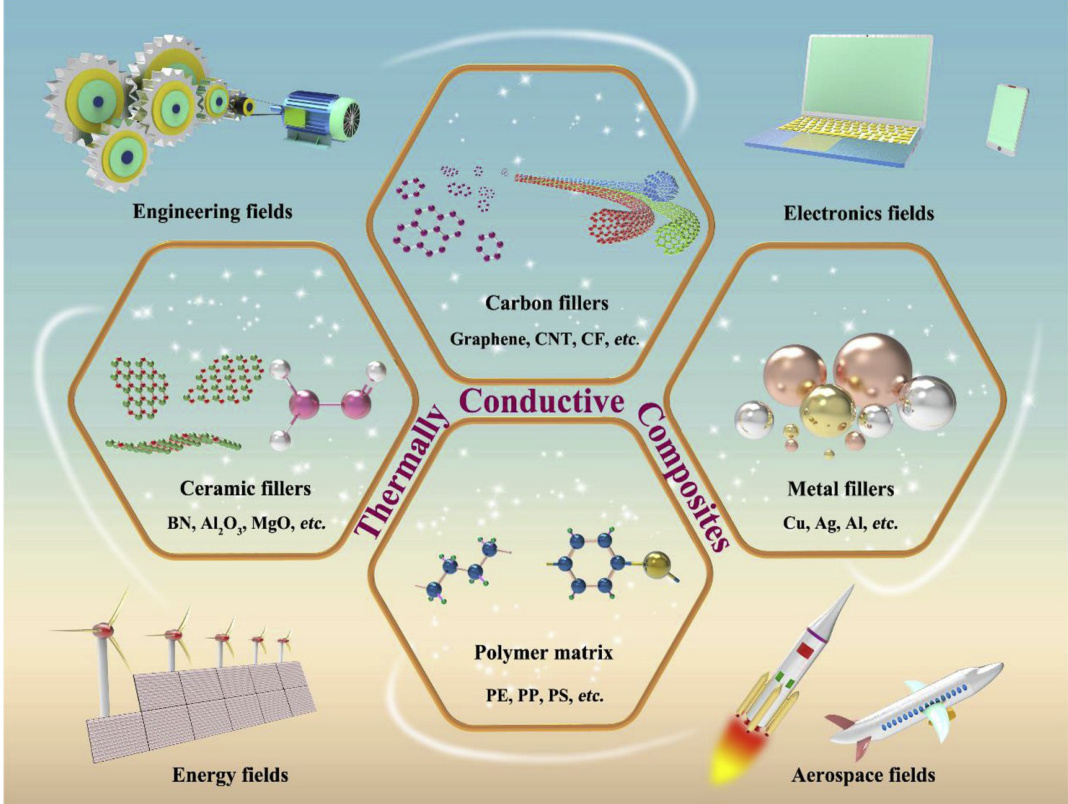 Engineering fields
Electronics fields
Carbon fillers
Graphene, CNT, CF, etc.
Ceramic fillers
BN, Al₂O₃, MgO, etc.
Thermally Conductive Composites
Metal fillers
Cu, Ag, Al, etc.
Polymer matrix
PE, PP, PS, etc.
Energy fields
Aerospace fields